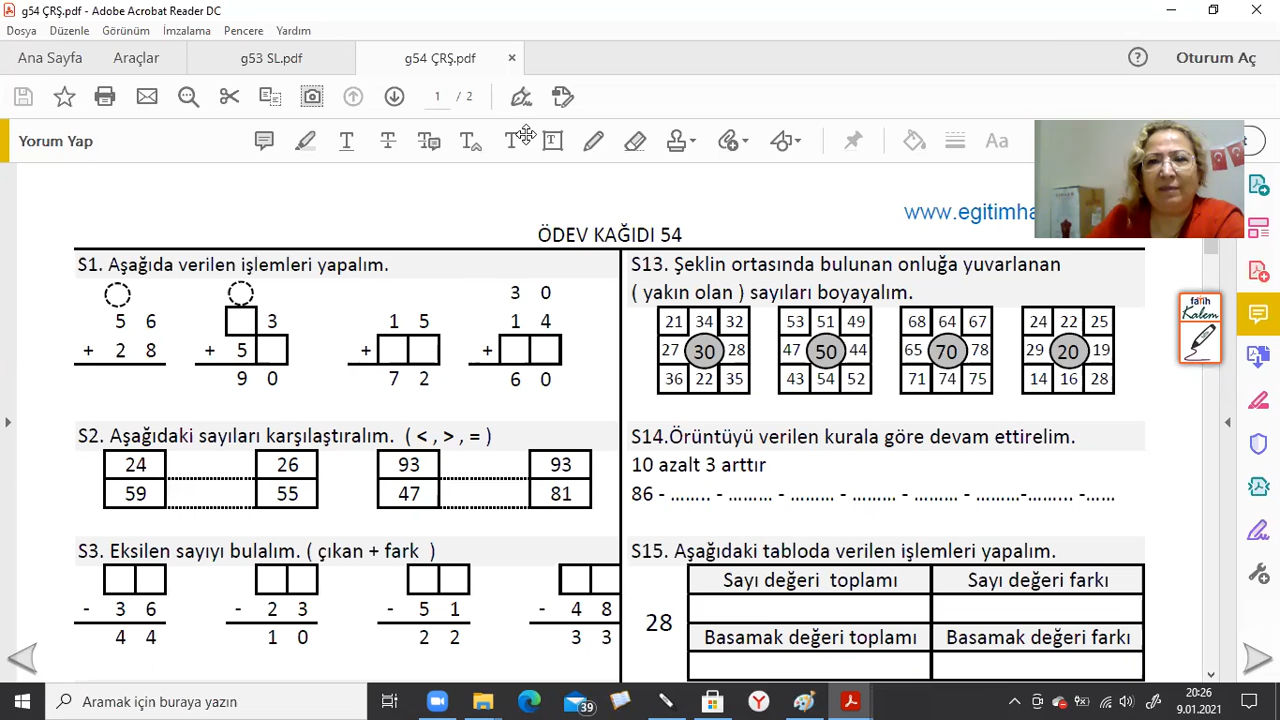 g54 ÇRŞ.pdf - Adobe Acrobat Reader DC
Dosya Düzenle Görünüm İmzalama Pencere Yardım
Ana Sayfa Araçlar g53 SL.pdf g54 ÇRŞ.pdf × ? Oturum Aç
1 / 2
Yorum Yap
Aa
www.egitimha
ÖDEV KAĞIDI 54
S1. Aşağıda verilen işlemleri yapalım.
3 0
5 6 3 1 5 1 4
+ 2 8 + 5 + +
9 0 7 2 6 0
S2. Aşağıdaki sayıları karşılaştıralım. ( < , > , = )
24 26 93 93
59 55 47 81
S3. Eksilen sayıyı bulalım. ( çıkan + fark )
- 3 6 - 2 3 - 5 1 - 4 8
4 4 1 0 2 2 3 3
S13. Şeklin ortasında bulunan onluğa yuvarlanan
( yakın olan ) sayıları boyayalım.
21 34 32 53 51 49 68 64 67 24 22 25
27 30 28 47 50 44 65 70 78 29 20 19
36 22 35 43 54 52 71 74 75 14 16 28
S14.Örüntüyü verilen kurala göre devam ettirelim.
10 azalt 3 arttır
86 - …….. - ……… - ……… - ……… - ……… - ………-…….. -……
S15. Aşağıdaki tabloda verilen işlemleri yapalım.
Sayı değeri toplamı Sayı değeri farkı
28
Basamak değeri toplamı Basamak değeri farkı
fatih
Kalem
Aramak için buraya yazın
39
20:26
9.01.2021